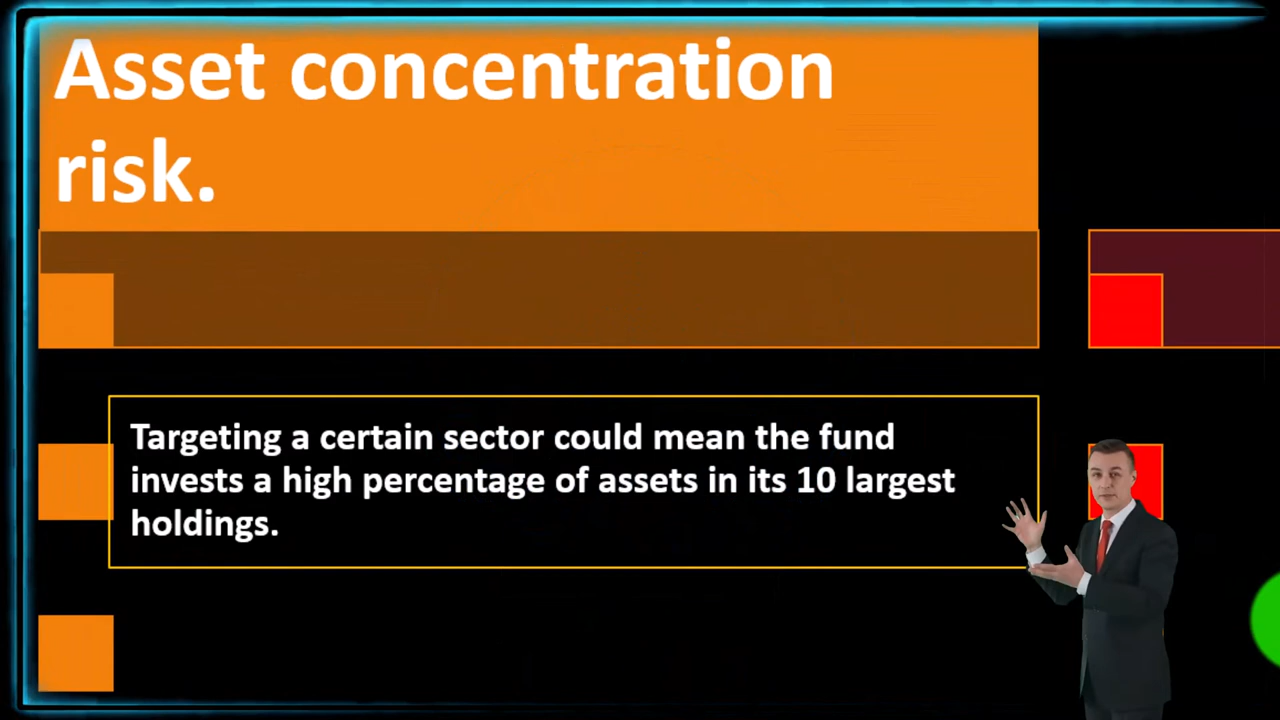 Asset concentration
risk.
Targeting a certain sector could mean the fund
invests a high percentage of assets in its 10 largest
holdings.